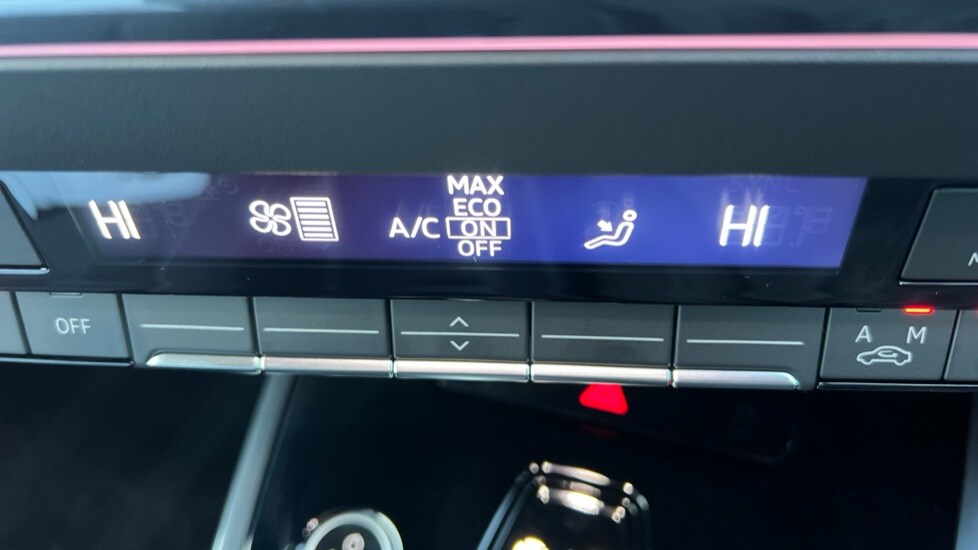 MAX
ECO
HI A/C ON HI
OFF
OFF
A M